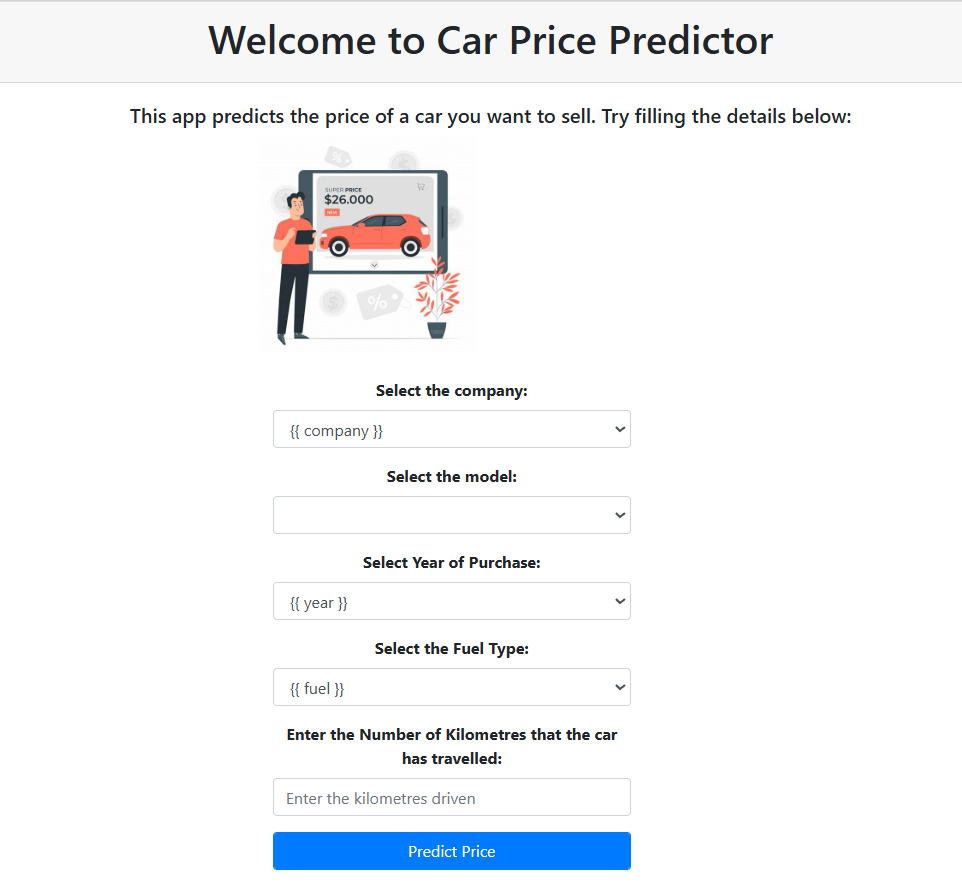 Welcome to Car Price Predictor
This app predicts the price of a car you want to sell. Try filling the details below:
%
$
SUPER PRICE
$26.000
NEW
$
%
Select the company:
{{ company }}
Select the model:
Select Year of Purchase:
{{ year }}
Select the Fuel Type:
{{ fuel }}
Enter the Number of Kilometres that the car
has travelled:
Enter the kilometres driven
Predict Price